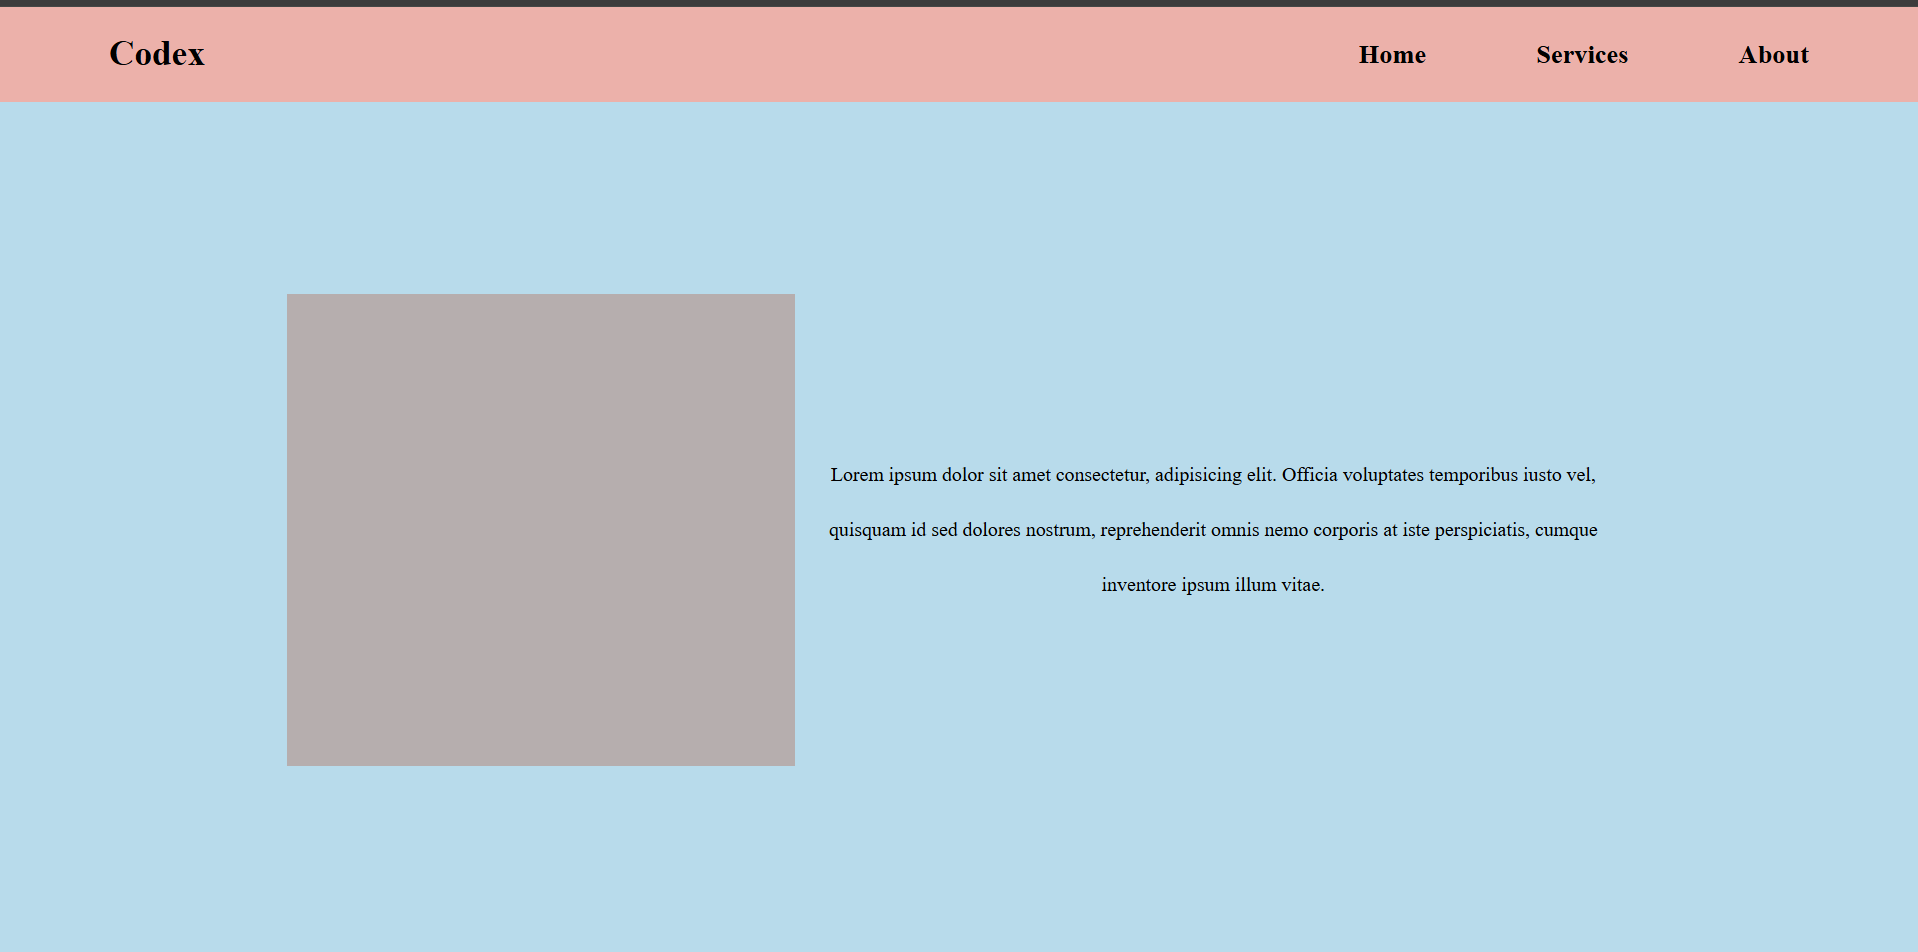 Codex
Home Services About
Lorem ipsum dolor sit amet consectetur, adipisicing elit. Officia voluptates temporibus iusto vel,
quisquam id sed dolores nostrum, reprehenderit omnis nemo corporis at iste perspiciatis, cumque
inventore ipsum illum vitae.